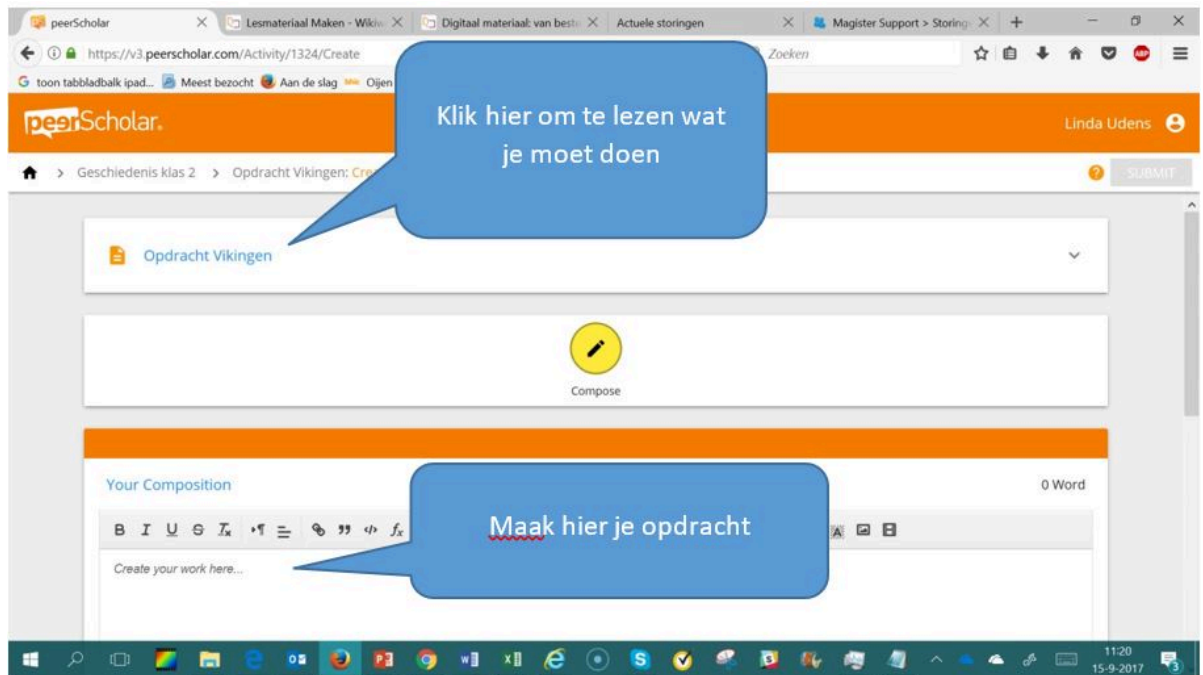 peerScholar
Lesmateriaal Maken - Wikiw
Digitaal materiaal: van best
Actuele storingen
Magister Support > Storing
https://v3.peerscholar.com/Activity/1324/Create
Zoeken
toon tabbladbalk ipad...
Meest bezocht
Aan de slag
Oijen
Klik hier om te lezen wat
je moet doen
peerScholar.
Linda Udens
> Geschiedenis klas 2 > Opdracht Vikingen: Cre
SUBMIT
Opdracht Vikingen
Compose
Your Composition
0 Word
Maak hier je opdracht
Create your work here...
11:20
15-9-2017
3